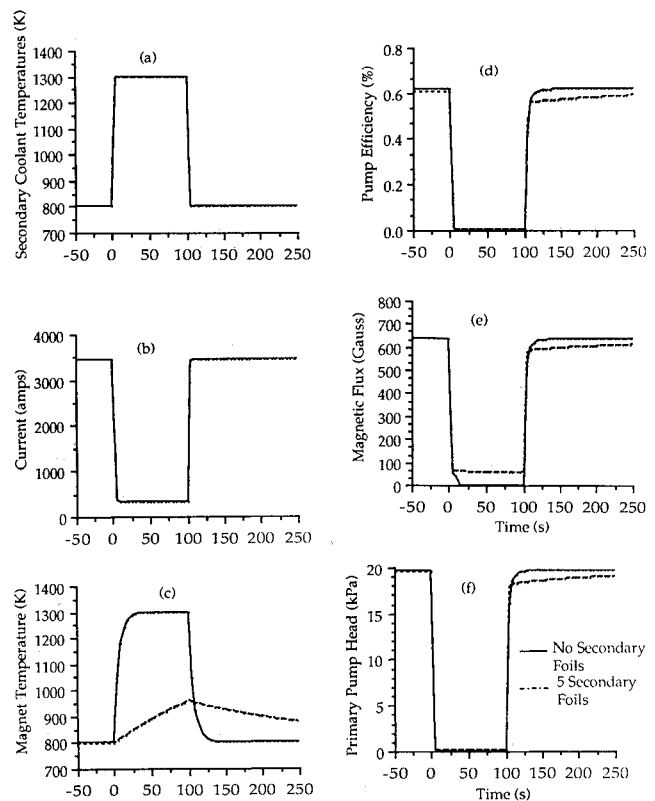 Secondary Coolant Temperatures (K)
1400
1300
1200
1100
1000
900
800
700
(a)
-50 0 50 100 150 200 250
Current (amps)
4000
3000
2000
1000
0
(b)
-50 0 50 100 150 200 250
Magnet Temperature (K)
1400
1300
1200
1100
1000
900
800
700
(c)
-50 0 50 100 150 200 250
Pump Efficiency (%)
0.8
0.6
0.4
0.2
0.0
(d)
-50 0 50 100 150 200 250
Magnetic Flux (Gauss)
800
700
600
500
400
300
200
100
0
(e)
-50 0 50 100 150 200 250
Time (s)
Primary Pump Head (kPa)
20
15
10
5
0
(f)
No Secondary
Foils
5 Secondary
Foils
-50 0 50 100 150 200 250
Time (s)